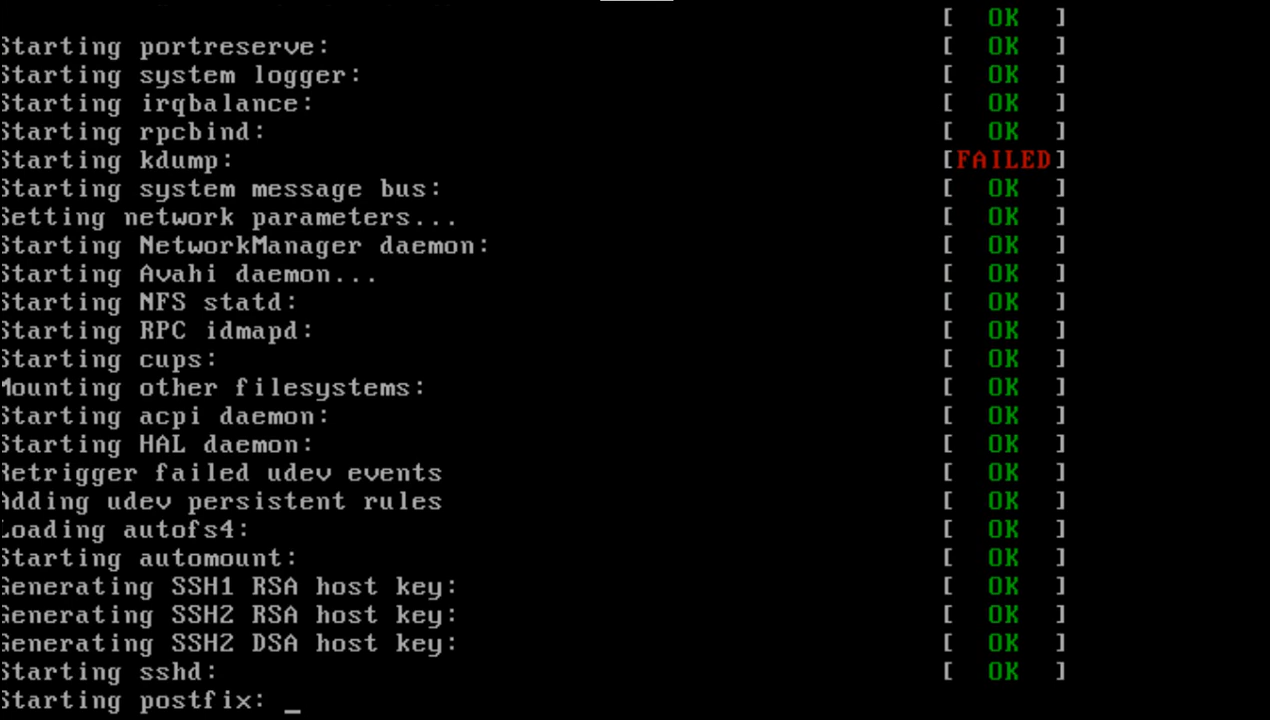 [  OK  ]
Starting portreserve: [  OK  ]
Starting system logger: [  OK  ]
Starting irqbalance: [  OK  ]
Starting rpcbind: [  OK  ]
Starting kdump: [FAILED]
Starting system message bus: [  OK  ]
Setting network parameters... [  OK  ]
Starting NetworkManager daemon: [  OK  ]
Starting Avahi daemon... [  OK  ]
Starting NFS statd: [  OK  ]
Starting RPC idmapd: [  OK  ]
Starting cups: [  OK  ]
Mounting other filesystems: [  OK  ]
Starting acpi daemon: [  OK  ]
Starting HAL daemon: [  OK  ]
Retrigger failed udev events [  OK  ]
Adding udev persistent rules [  OK  ]
Loading autofs4: [  OK  ]
Starting automount: [  OK  ]
Generating SSH1 RSA host key: [  OK  ]
Generating SSH2 RSA host key: [  OK  ]
Generating SSH2 DSA host key: [  OK  ]
Starting sshd: [  OK  ]
Starting postfix: _